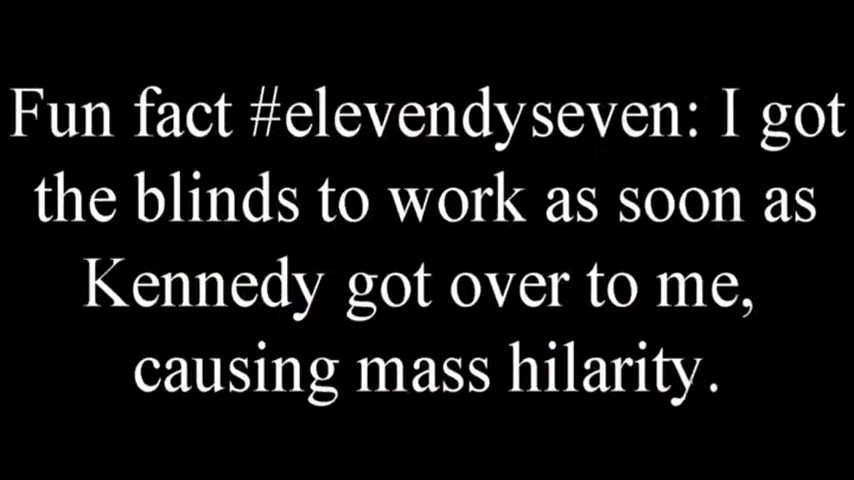 Fun fact #elevendyseven: I got
the blinds to work as soon as
Kennedy got over to me,
causing mass hilarity.